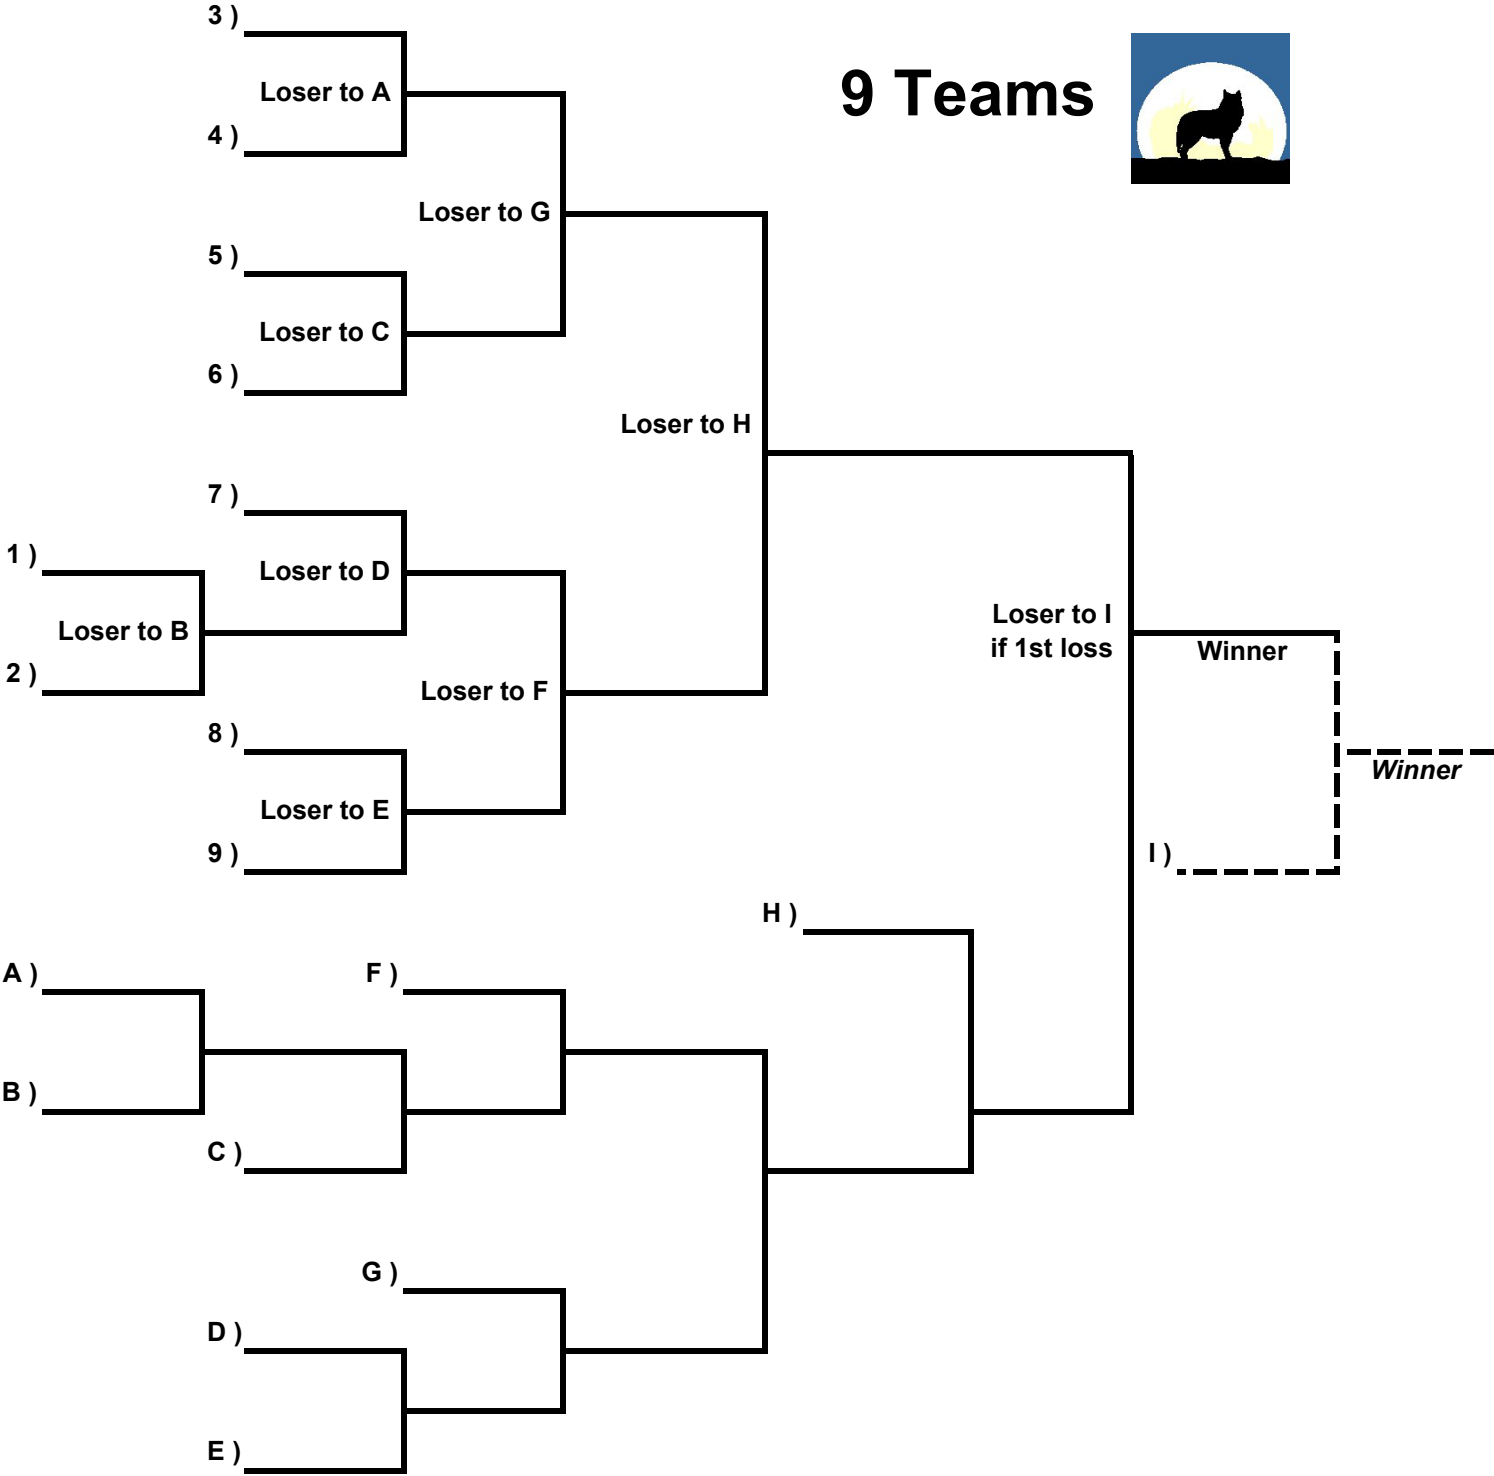 3 )
9 Teams
Loser to A
4 )
Loser to G
5 )
Loser to C
6 )
Loser to H
7 )
1 )
Loser to D
Loser to I
if 1st loss
Loser to B
Winner
2 )
Loser to F
8 )
Winner
Loser to E
9 )
I )
H )
A )
F )
B )
C )
G )
D )
E )